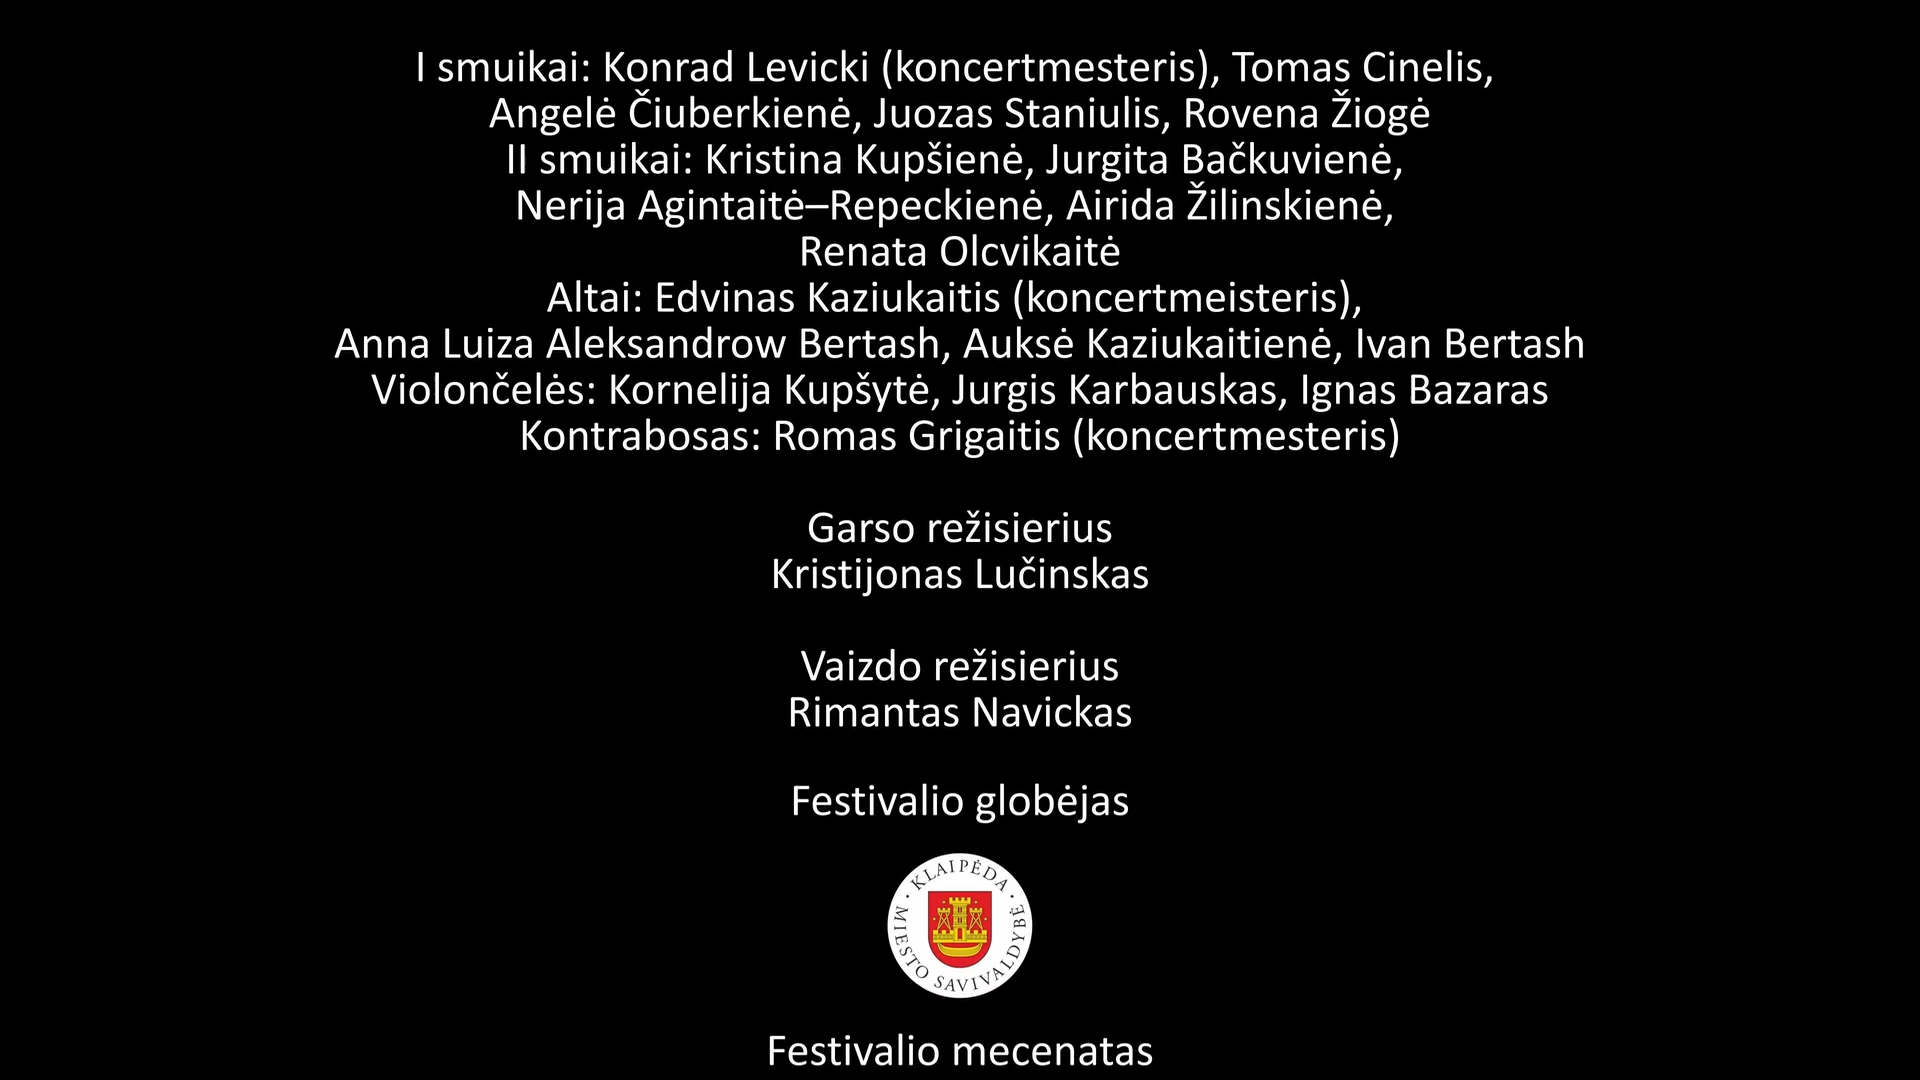 I smuikai: Konrad Levicki (koncertmesteris), Tomas Cinelis,
Angelė Čiuberkienė, Juozas Staniulis, Rovena Žiogė
II smuikai: Kristina Kupšienė, Jurgita Bačkuvienė,
Nerija Agintaitė–Repeckienė, Airida Žilinskienė,
Renata Olcvikaitė
Altai: Edvinas Kaziukaitis (koncertmeisteris),
Anna Luiza Aleksandrow Bertash, Auksė Kaziukaitienė, Ivan Bertash
Violončelės: Kornelija Kupšytė, Jurgis Karbauskas, Ignas Bazaras
Kontrabosas: Romas Grigaitis (koncertmesteris)
Garso režisierius
Kristijonas Lučinskas
Vaizdo režisierius
Rimantas Navickas
Festivalio globėjas
· KLAIPĖDA ·
MIESTO SAVIVALDYBĖ
Festivalio mecenatas